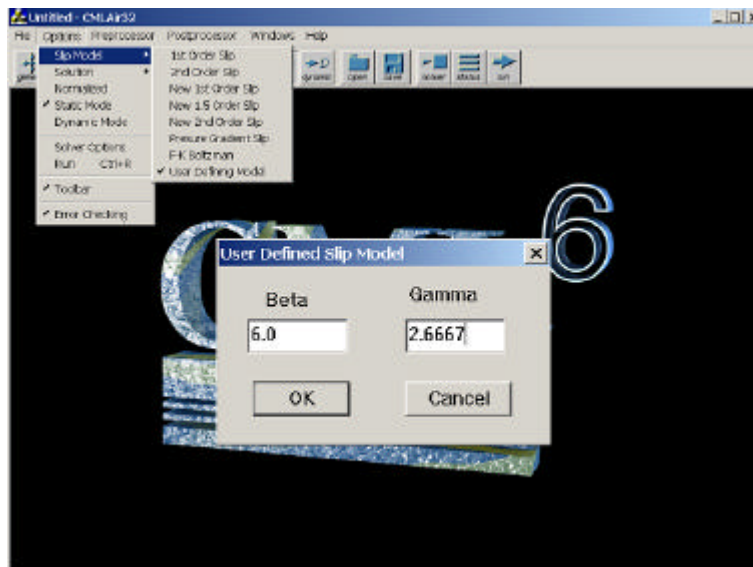 Untitled - CMLAir32
File Options Preprocessor Postprocessor Windows Help
Slip Model
Solution
Normalized
Static Mode
Dynamic Mode
Solver Options
Run Ctrl+R
Toolbar
Error Checking
1st Order Slip
2nd Order Slip
New 1st Order Slip
New 1.5 Order Slip
New 2nd Order Slip
Pressure Gradient Slip
F-K Boltzman
User Defining Model
dynamic open save solver status run
6
User Defined Slip Model
Beta Gamma
6.0 2.6667
OK Cancel